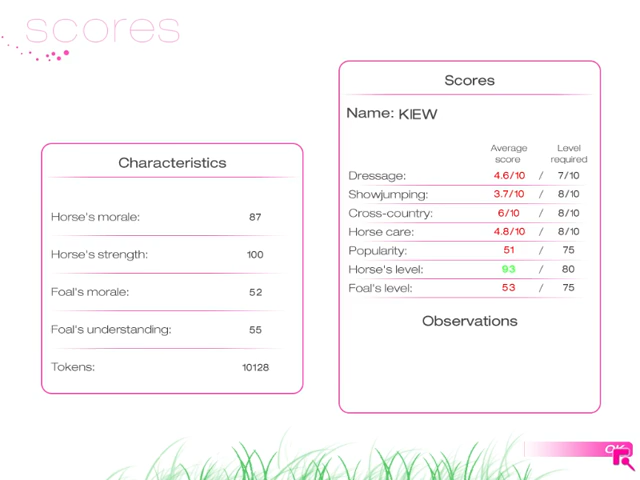 scores
Characteristics
Horse's morale: 87
Horse's strength: 100
Foal's morale: 52
Foal's understanding: 55
Tokens: 10128
Scores
Name: KIEW
Average score Level required
Dressage: 4.6/10 / 7/10
Showjumping: 3.7/10 / 8/10
Cross-country: 6/10 / 8/10
Horse care: 4.8/10 / 8/10
Popularity: 51 / 75
Horse's level: 93 / 80
Foal's level: 53 / 75
Observations
OK